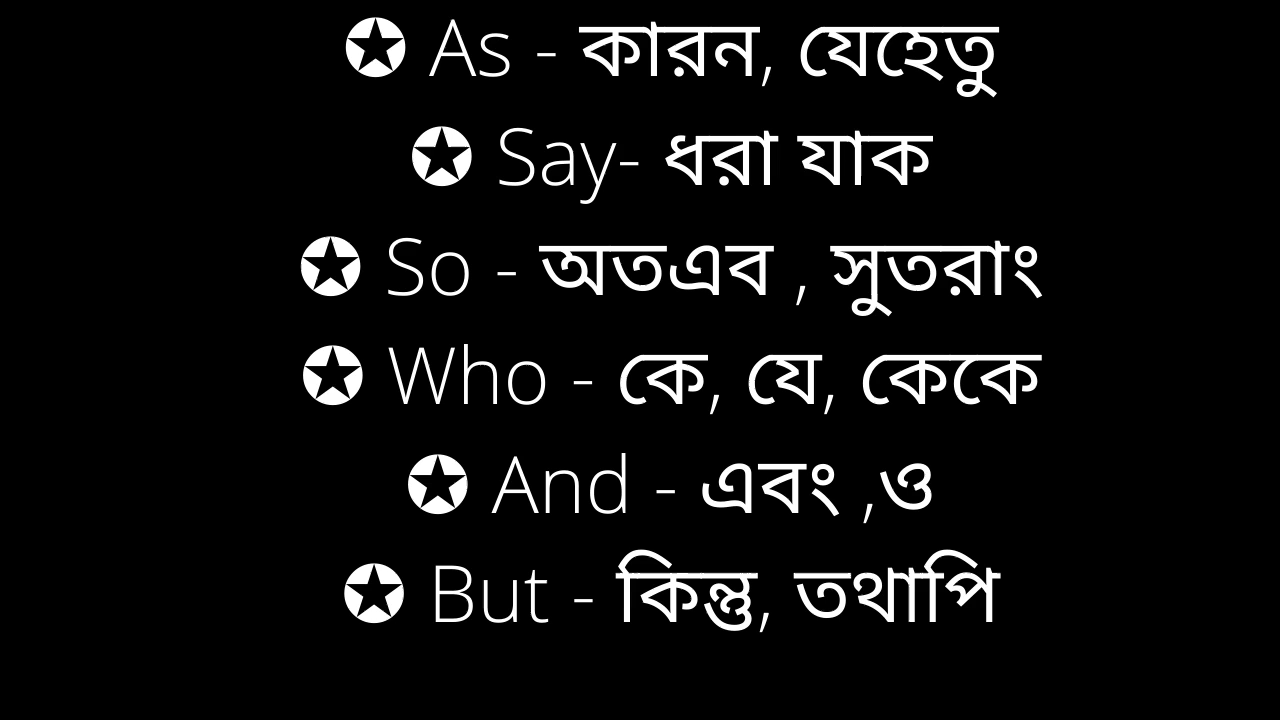 ✪ As - কারন, যেহেতু
✪ Say- ধরা যাক
✪ So - অতএব , সুতরাং
✪ Who - কে, যে, কেকে
✪ And - এবং ,ও
✪ But - কিন্তু, তথাপি